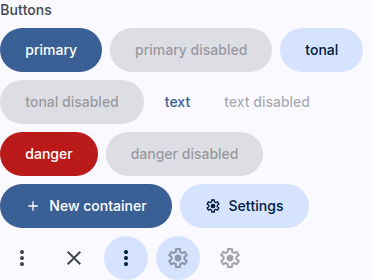 Buttons
primary primary disabled tonal
tonal disabled text text disabled
danger danger disabled
New container Settings